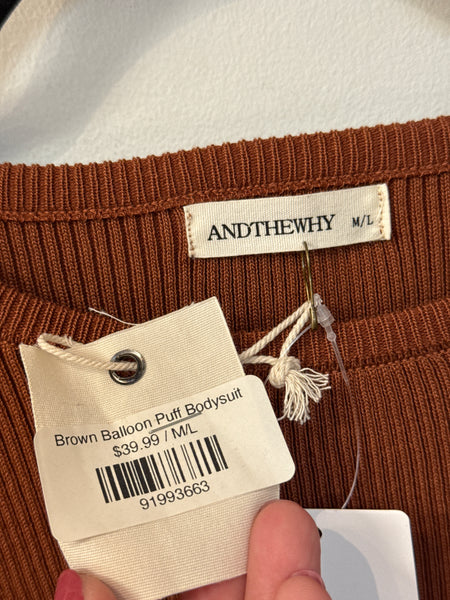 ANDTHEWHY M/L
Brown Balloon Puff Bodysuit
$39.99 / M/L
91993663